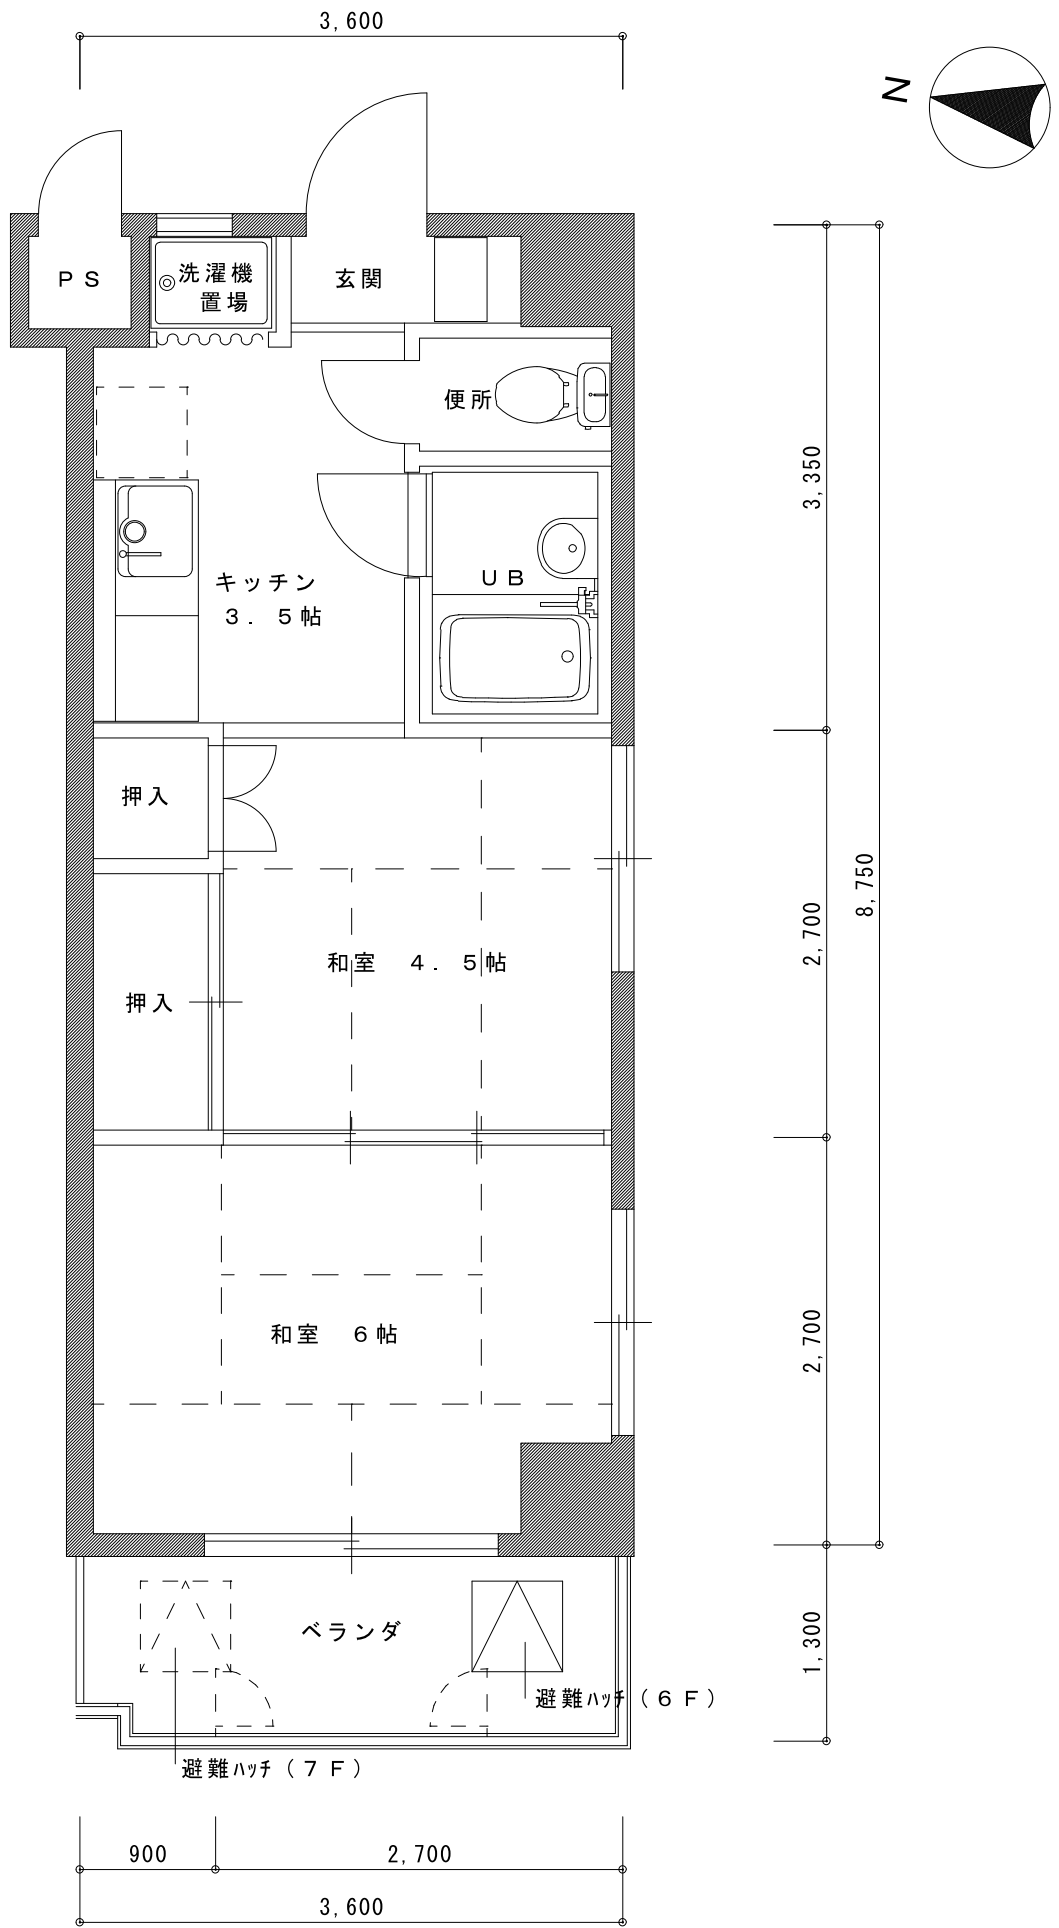 3,600
N
ＰＳ
洗濯機
置場
玄関
便所
3,350
ＵＢ
キッチン
３．５帖
押入
8,750
2,700
和室　４．５帖
押入
和室　６帖
2,700
ベランダ
1,300
避難ﾊｯﾁ（６Ｆ）
避難ﾊｯﾁ（７Ｆ）
900
2,700
3,600